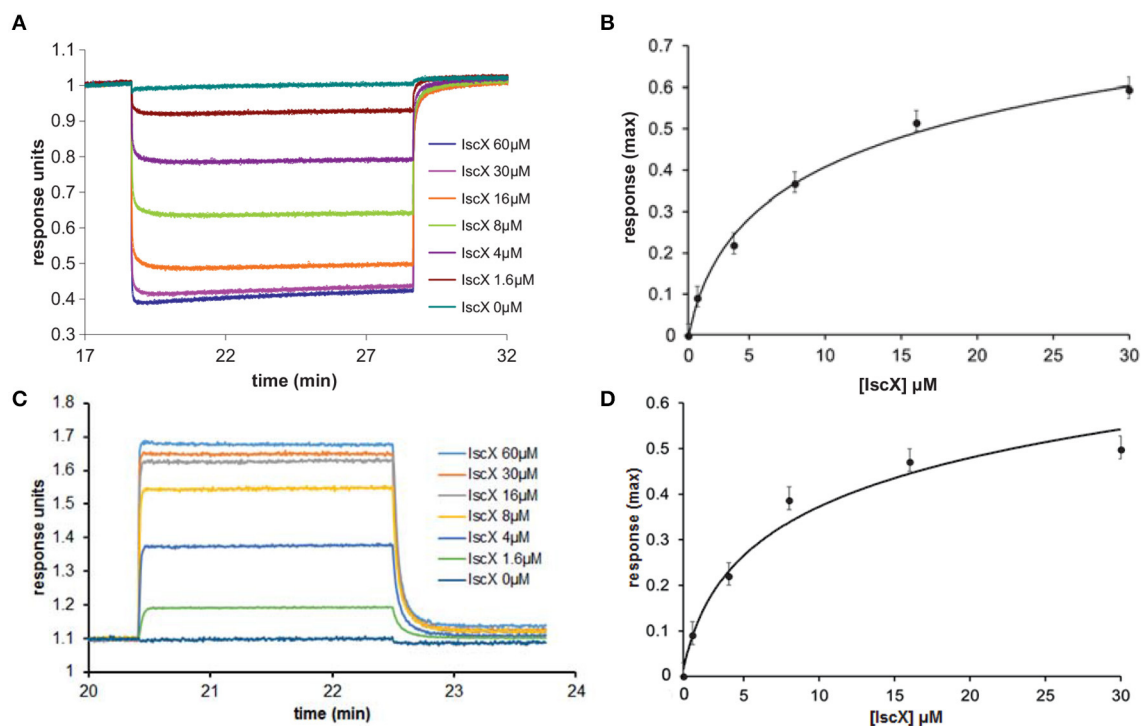 A
1.1
1
0.9
0.8
0.7
0.6
0.5
0.4
0.3
response units
17
22
27
32
time (min)
IscX 60µM
IscX 30µM
IscX 16µM
IscX 8µM
IscX 4µM
IscX 1.6µM
IscX 0µM
B
0.7
0.6
0.5
0.4
0.3
0.2
0.1
0
response (max)
0
5
10
15
20
25
30
[IscX] µM
C
1.8
1.7
1.6
1.5
1.4
1.3
1.2
1.1
1
response units
20
21
22
23
24
time (min)
IscX 60µM
IscX 30µM
IscX 16µM
IscX 8µM
IscX 4µM
IscX 1.6µM
IscX 0µM
D
0.6
0.5
0.4
0.3
0.2
0.1
0
response (max)
0
5
10
15
20
25
30
[IscX] µM